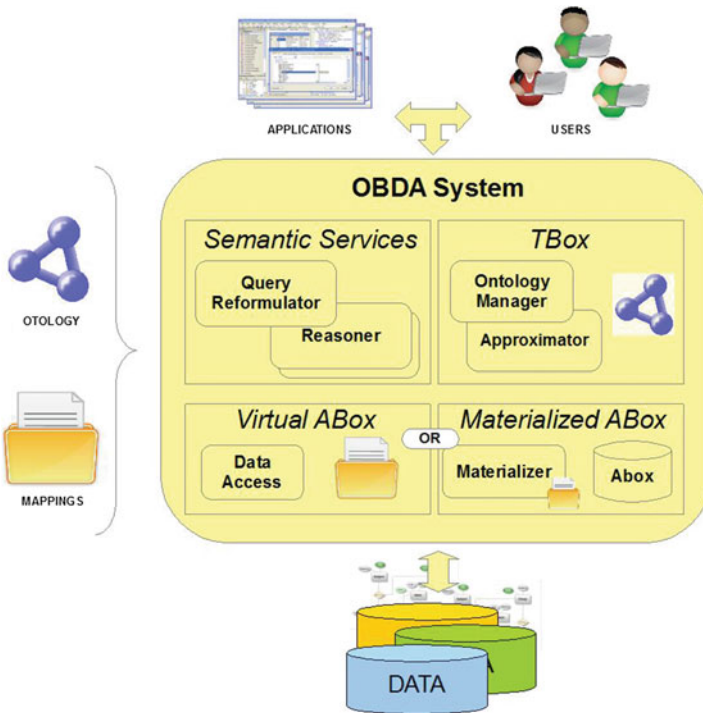 APPLICATIONS
USERS
OBDA System
Semantic Services
TBox
Query
Reformulator
Reasoner
Ontology
Manager
Approximator
OTOLOGY
Virtual ABox
OR
Materialized ABox
Data
Access
Materializer
Abox
MAPPINGS
DATA